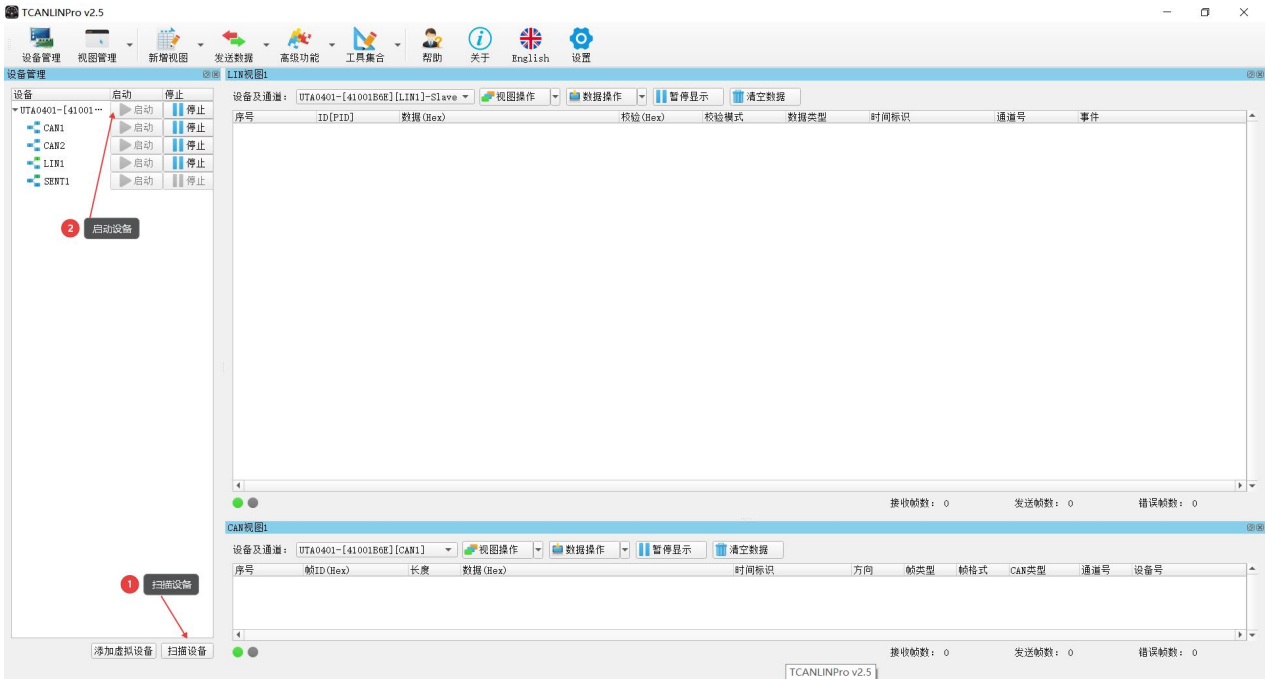 TCANLINPro v2.5
设备管理 视图管理 新增视图 发送数据 高级功能 工具集合 帮助 关于 English 设置
设备管理
设备 启动 停止
UTA0401-[41001··· 启动 停止
CAN1 启动 停止
CAN2 启动 停止
LIN1 启动 停止
SENT1 启动 停止
2 启动设备
1 扫描设备
添加虚拟设备 扫描设备
LIN视图1
设备及通道: UTA0401-[41001B6E][LIN1]-Slave 视图操作 数据操作 暂停显示 清空数据
序号 ID[PID] 数据(Hex) 校验(Hex) 校验模式 数据类型 时间标识 通道号 事件
接收帧数: 0 发送帧数: 0 错误帧数: 0
CAN视图1
设备及通道: UTA0401-[41001B6E][CAN1] 视图操作 数据操作 暂停显示 清空数据
序号 帧ID(Hex) 长度 数据(Hex) 时间标识 方向 帧类型 帧格式 CAN类型 通道号 设备号
接收帧数: 0 发送帧数: 0 错误帧数: 0
TCANLINPro v2.5